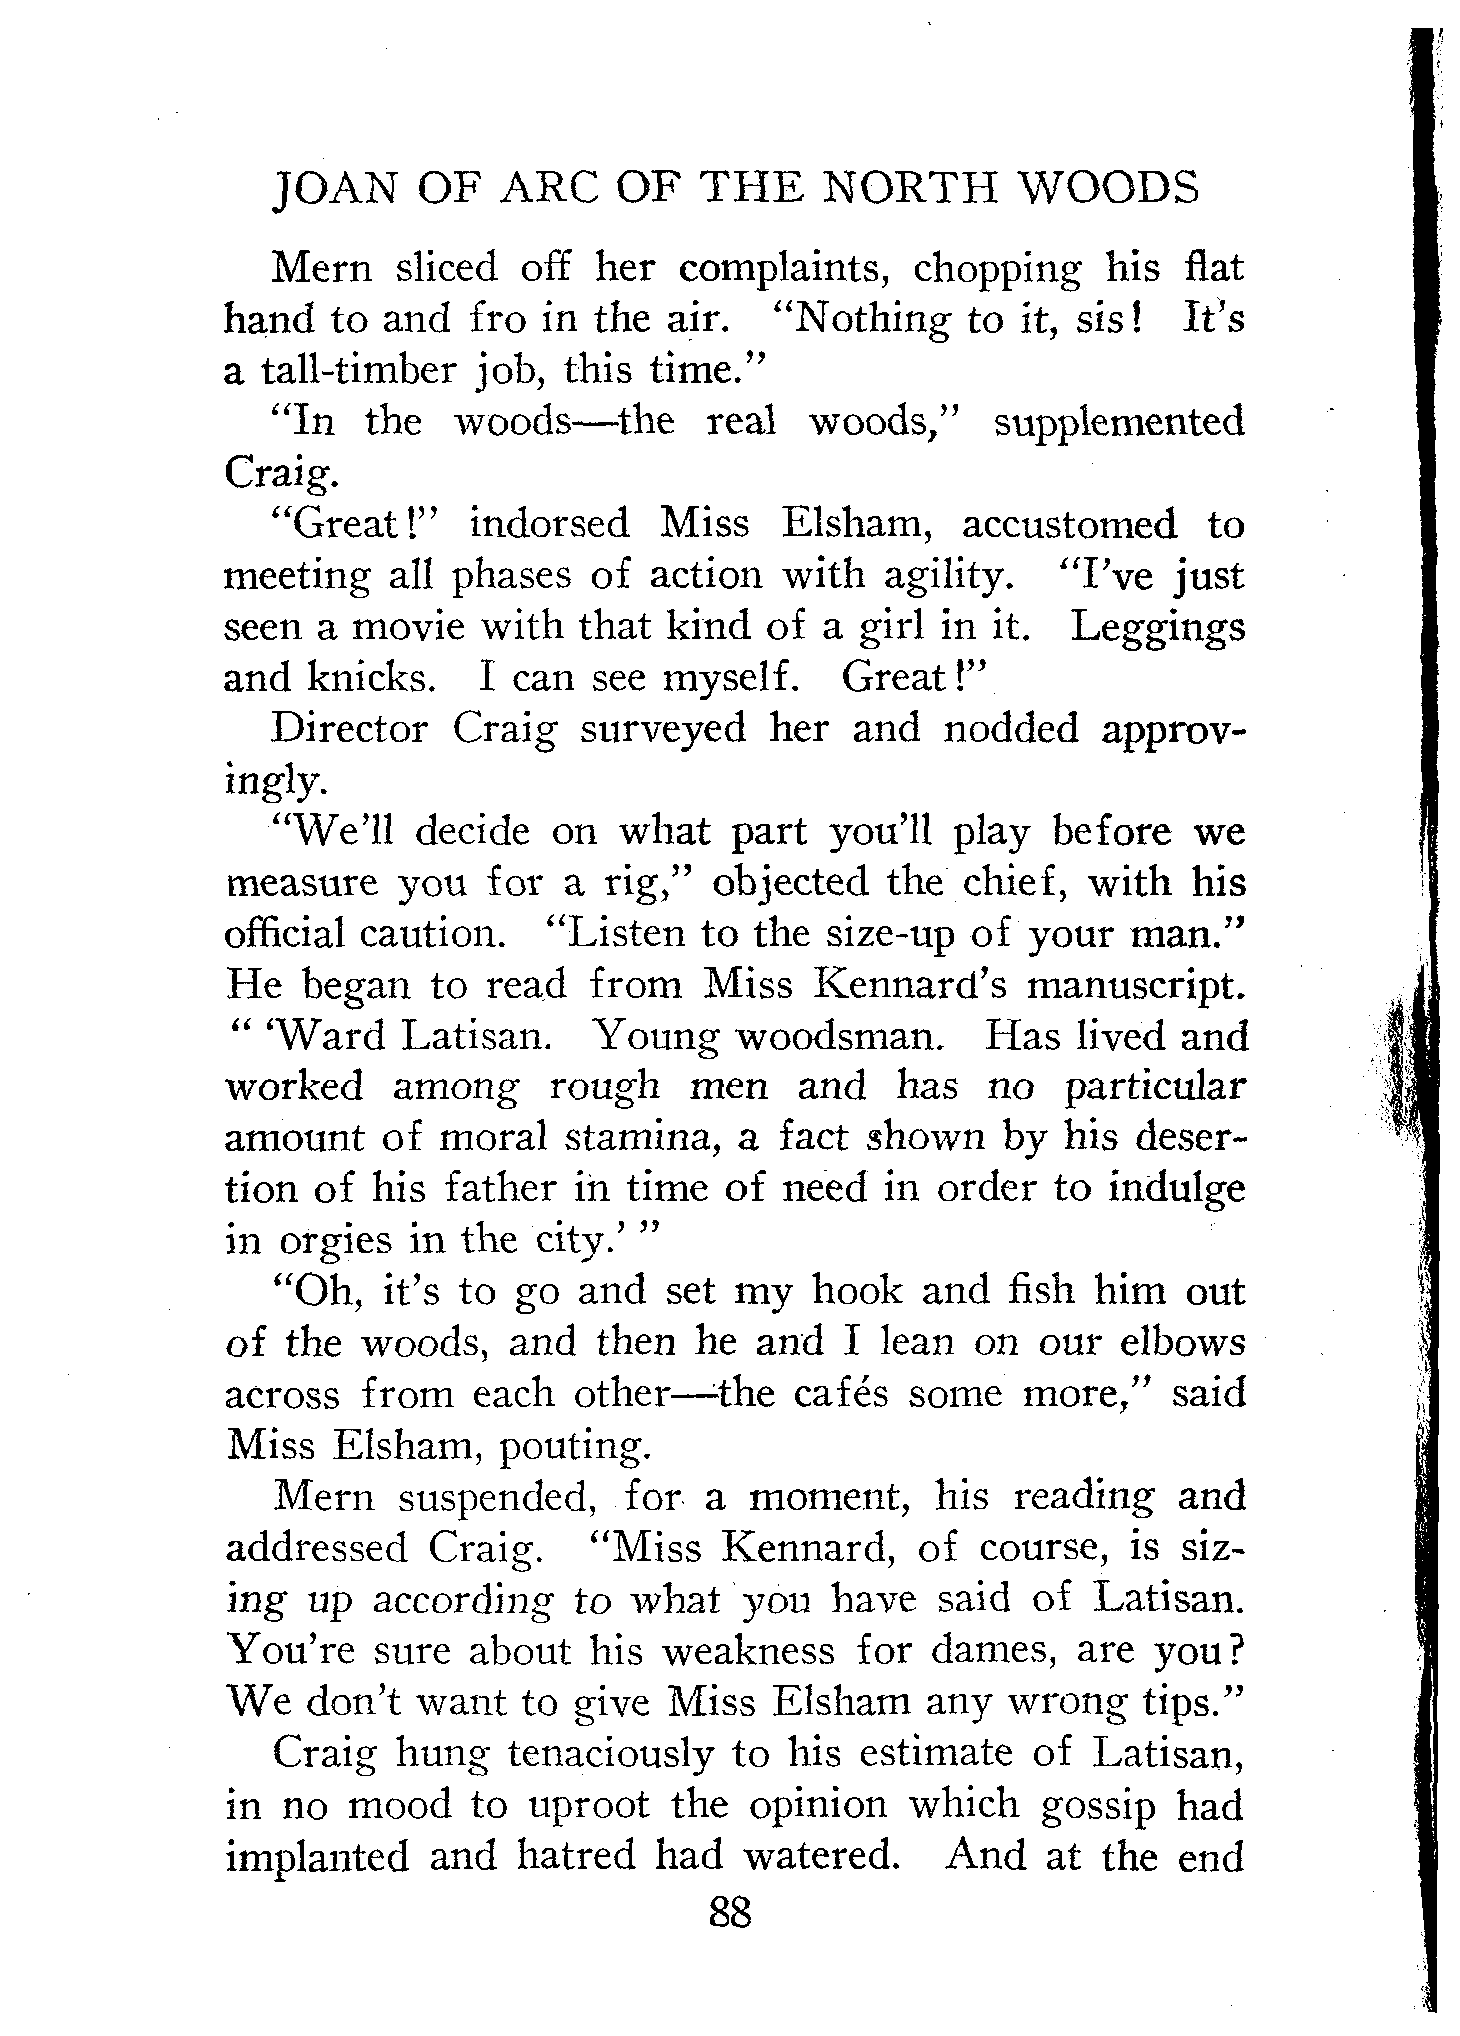 JOAN OF ARC OF THE NORTH WOODS
Mern sliced off her complaints, chopping his flat
hand to and fro in the air. “Nothing to it, sis! It’s
a tall-timber job, this time.”
“In the woods—the real woods,” supplemented
Craig.
“Great!” indorsed Miss Elsham, accustomed to
meeting all phases of action with agility. “I’ve just
seen a movie with that kind of a girl in it. Leggings
and knicks. I can see myself. Great!”
Director Craig surveyed her and nodded approv-
ingly.
“We’ll decide on what part you’ll play before we
measure you for a rig,” objected the chief, with his
official caution. “Listen to the size-up of your man.”
He began to read from Miss Kennard’s manuscript.
“ ‘Ward Latisan. Young woodsman. Has lived and
worked among rough men and has no particular
amount of moral stamina, a fact shown by his deser-
tion of his father in time of need in order to indulge
in orgies in the city.’ ”
“Oh, it’s to go and set my hook and fish him out
of the woods, and then he and I lean on our elbows
across from each other—the cafés some more,” said
Miss Elsham, pouting.
Mern suspended, for a moment, his reading and
addressed Craig. “Miss Kennard, of course, is siz-
ing up according to what you have said of Latisan.
You’re sure about his weakness for dames, are you?
We don’t want to give Miss Elsham any wrong tips.”
Craig hung tenaciously to his estimate of Latisan,
in no mood to uproot the opinion which gossip had
implanted and hatred had watered. And at the end
88